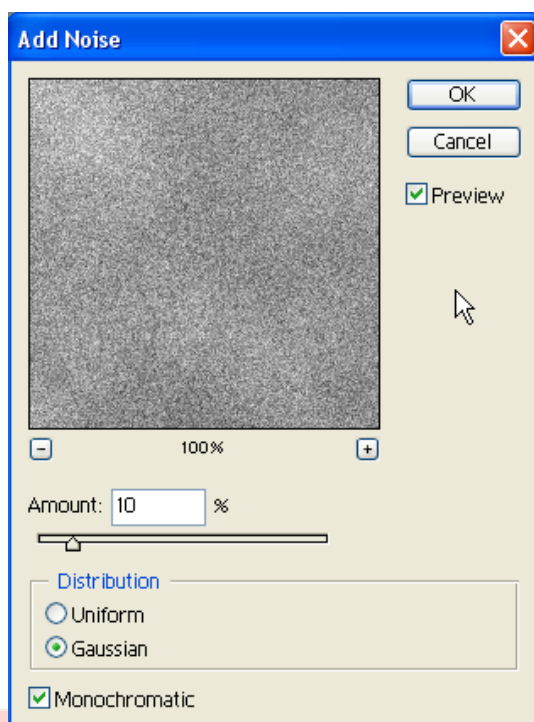 Add Noise
OK
Cancel
Preview
100%
Amount: 10 %
Distribution
Uniform
Gaussian
Monochromatic